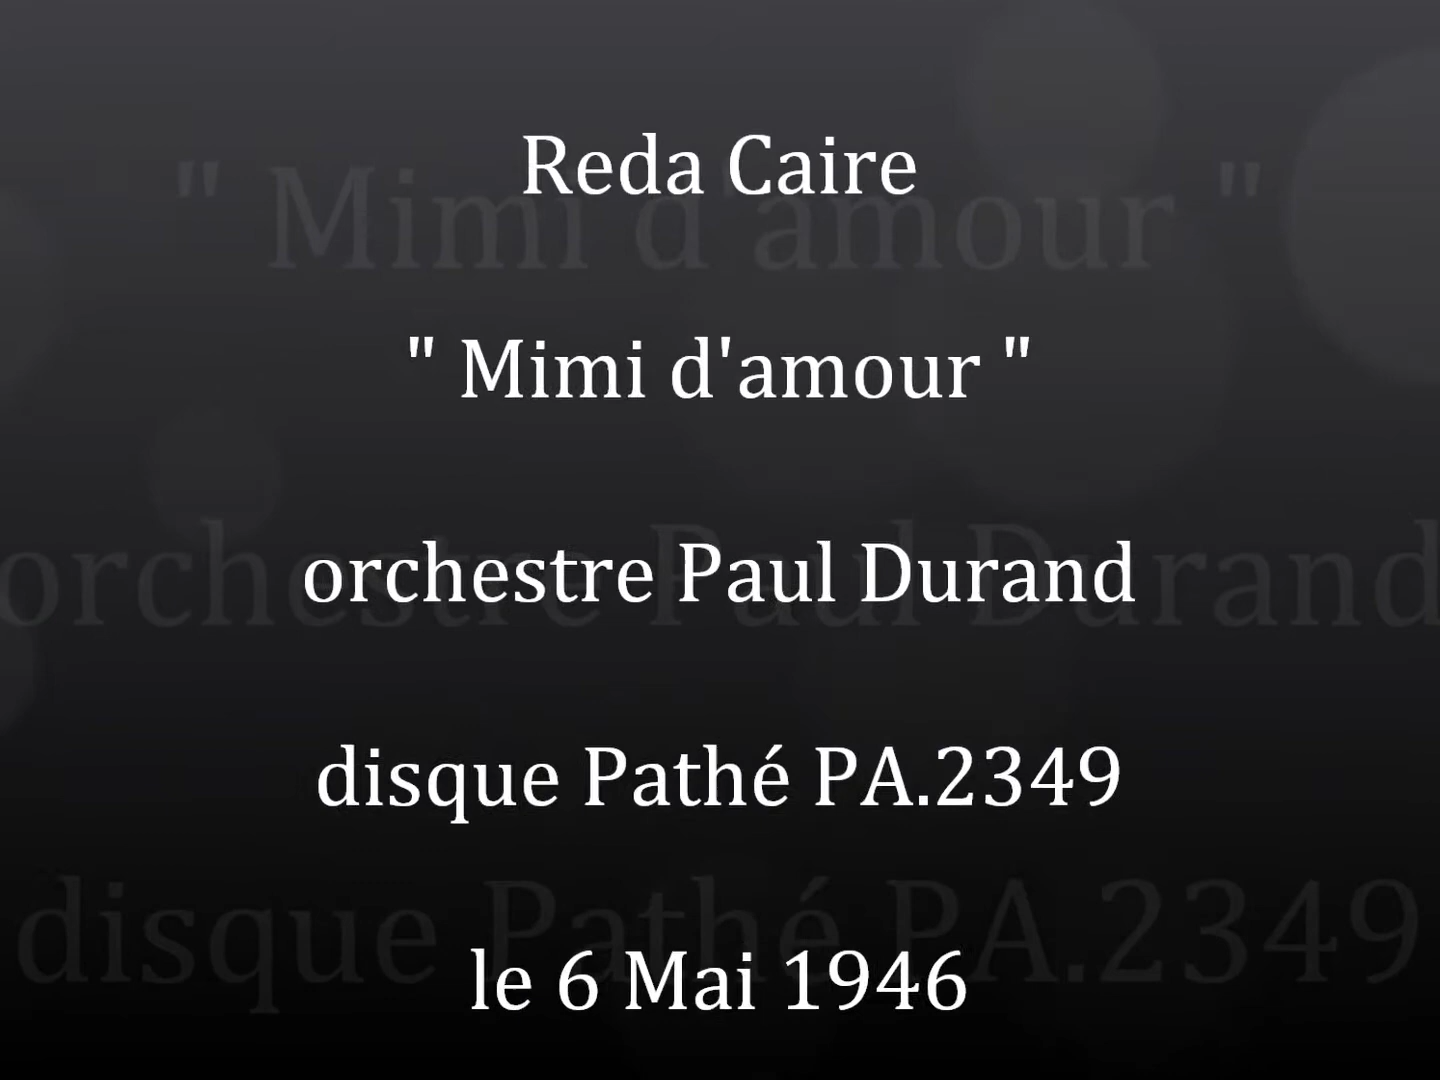 Reda Caire
" Mimi d'amour "
orchestre Paul Durand
disque Pathé PA.2349
le 6 Mai 1946